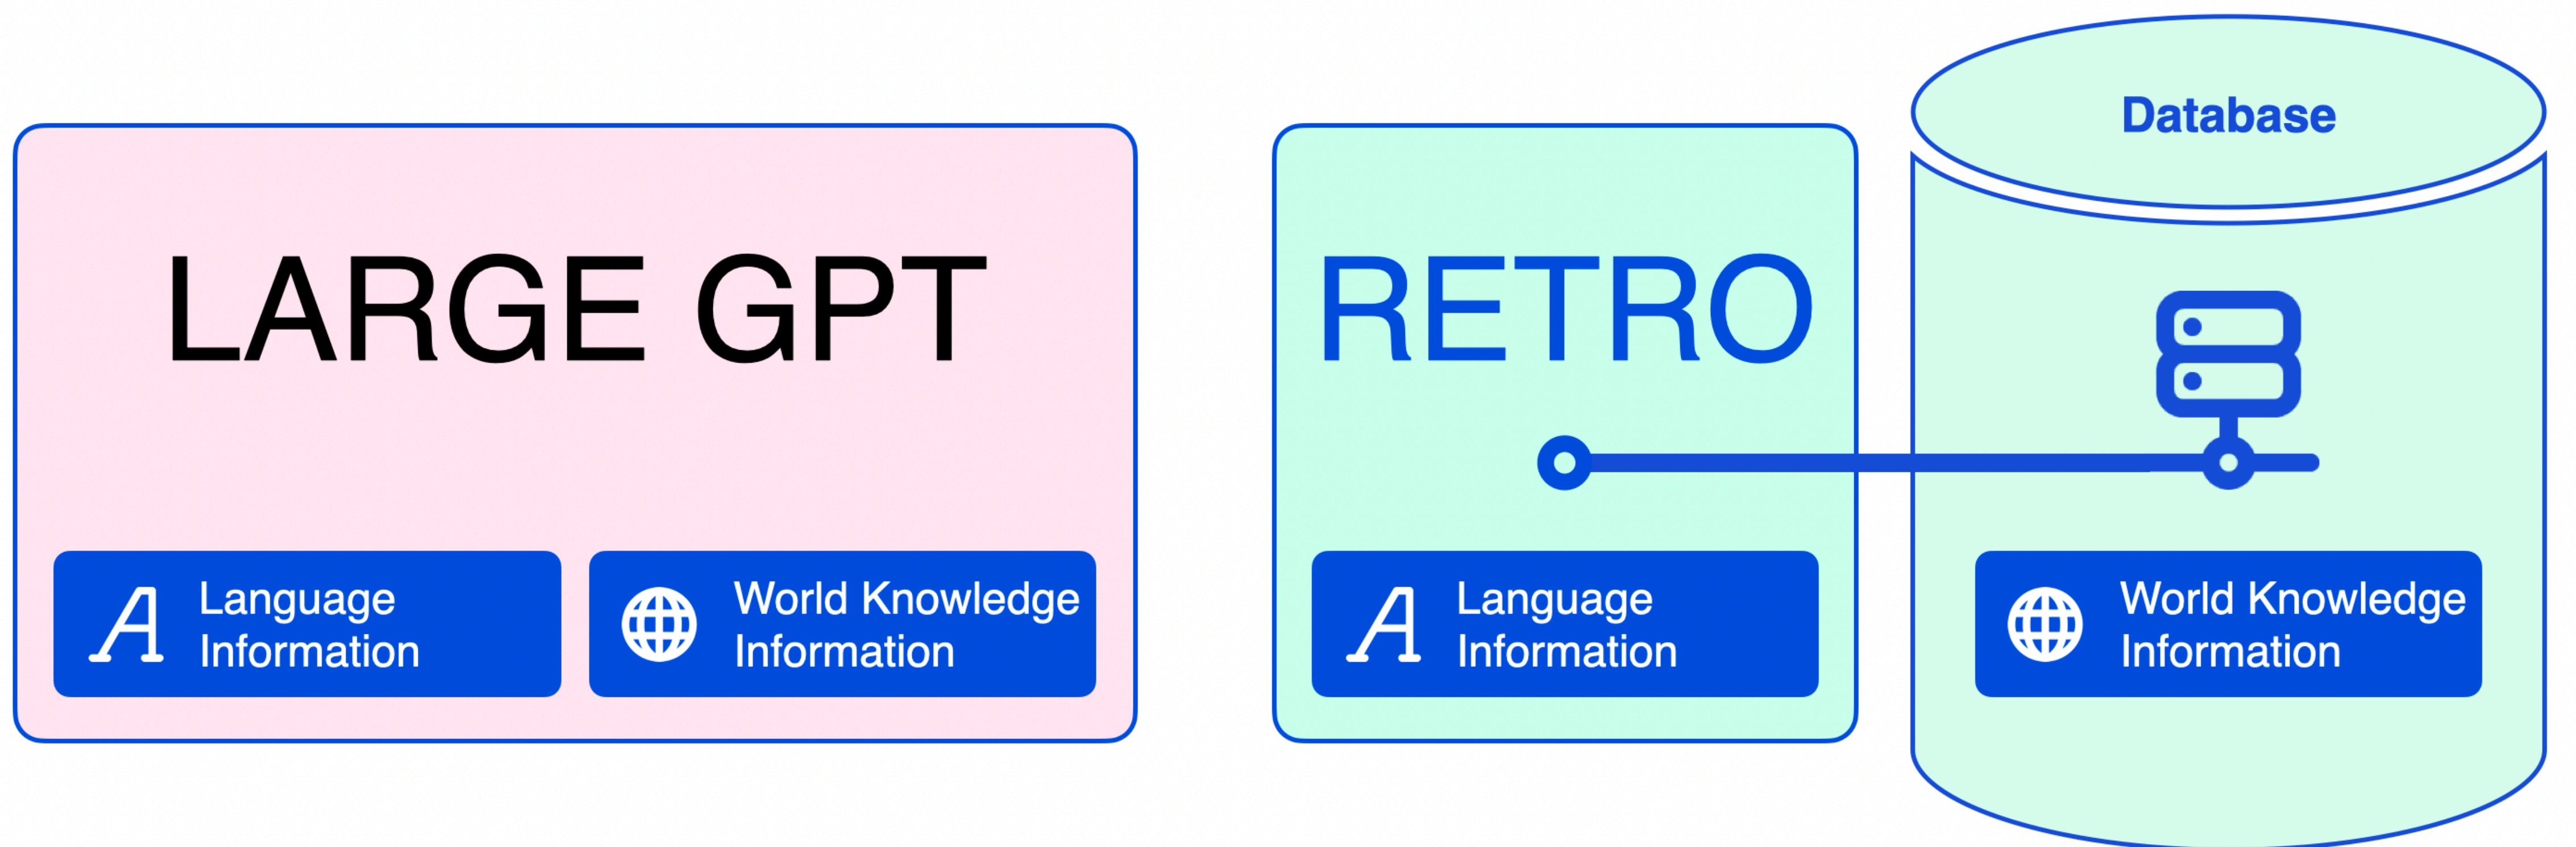 LARGE GPT
Language
Information
World Knowledge
Information
RETRO
Language
Information
Database
World Knowledge
Information